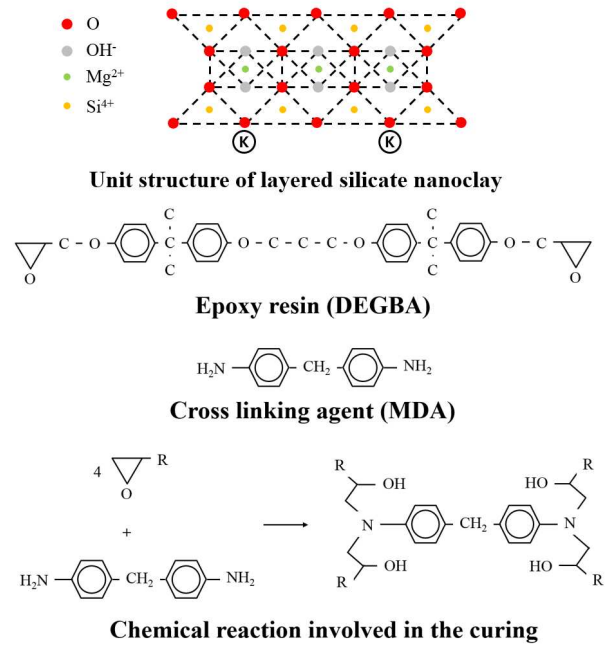 O
OH-
Mg2+
Si4+
K K
Unit structure of layered silicate nanoclay
C C
C - O - - C - - O - C - C - C - O - - C - - O - C
O C C O
Epoxy resin (DEGBA)
H2N - - CH2 - - NH2
Cross linking agent (MDA)
4 R
O
+
H2N - - CH2 - - NH2
R R
OH HO
N CH2 N
OH HO
R R
Chemical reaction involved in the curing